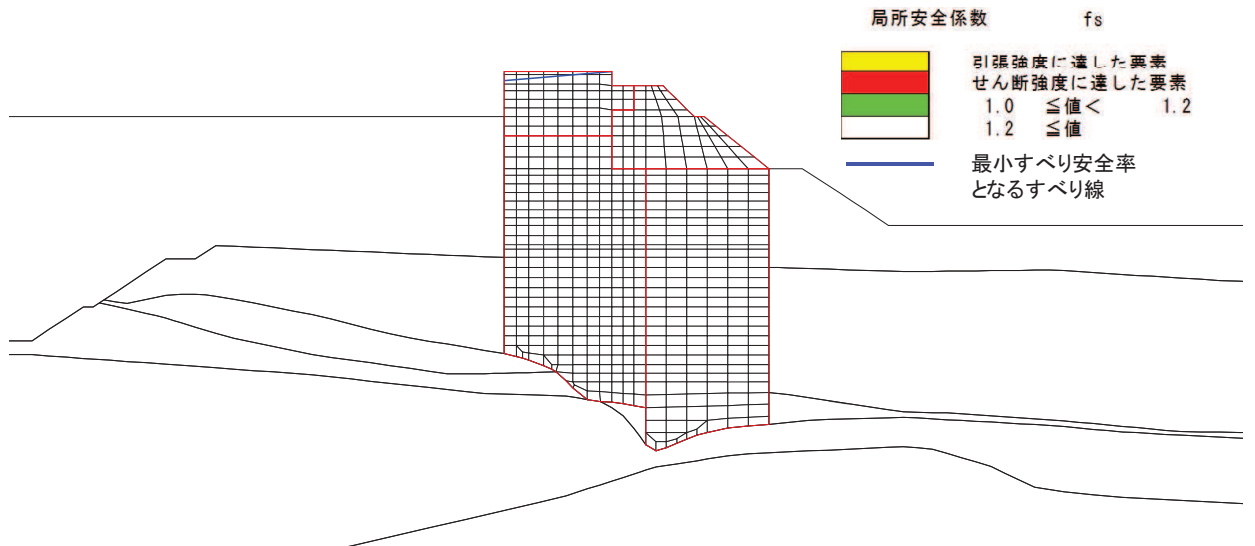 局所安全係数 fs
引張強度に達した要素
せん断強度に達した要素
1.0 ≦値＜ 1.2
1.2 ≦値
最小すべり安全率
となるすべり線